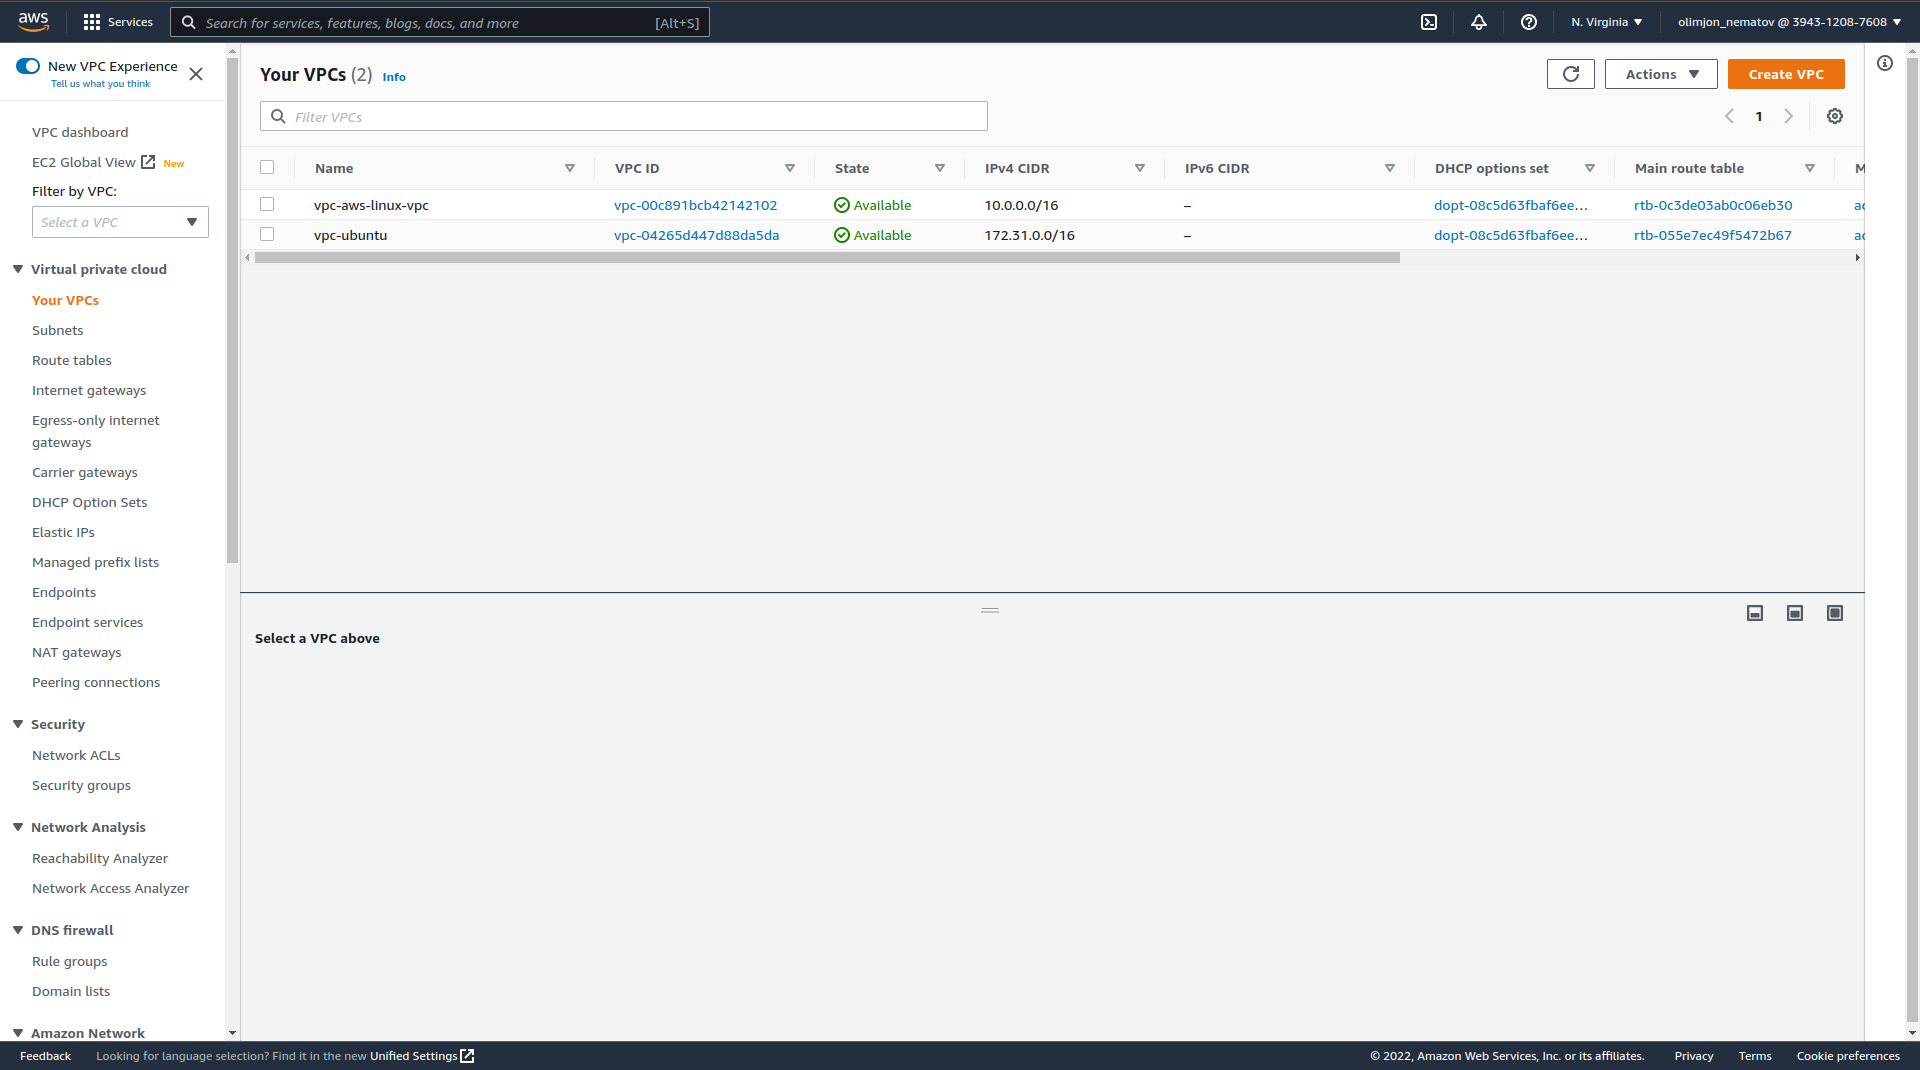 aws
Services
Search for services, features, blogs, docs, and more
[Alt+S]
N. Virginia
olimjon_nematov @ 3943-1208-7608
New VPC Experience
Tell us what you think
VPC dashboard
EC2 Global View New
Filter by VPC:
Select a VPC
Virtual private cloud
Your VPCs
Subnets
Route tables
Internet gateways
Egress-only internet
gateways
Carrier gateways
DHCP Option Sets
Elastic IPs
Managed prefix lists
Endpoints
Endpoint services
NAT gateways
Peering connections
Security
Network ACLs
Security groups
Network Analysis
Reachability Analyzer
Network Access Analyzer
DNS firewall
Rule groups
Domain lists
Amazon Network
Your VPCs (2) Info
Actions
Create VPC
Filter VPCs
1
Name VPC ID State IPv4 CIDR IPv6 CIDR DHCP options set Main route table M
vpc-aws-linux-vpc vpc-00c891bcb42142102 Available 10.0.0.0/16 – dopt-08c5d63fbaf6ee... rtb-0c3de03ab0c06eb30 ac
vpc-ubuntu vpc-04265d447d88da5da Available 172.31.0.0/16 – dopt-08c5d63fbaf6ee... rtb-055e7ec49f5472b67 ac
Select a VPC above
Feedback
Looking for language selection? Find it in the new Unified Settings
© 2022, Amazon Web Services, Inc. or its affiliates.
Privacy
Terms
Cookie preferences